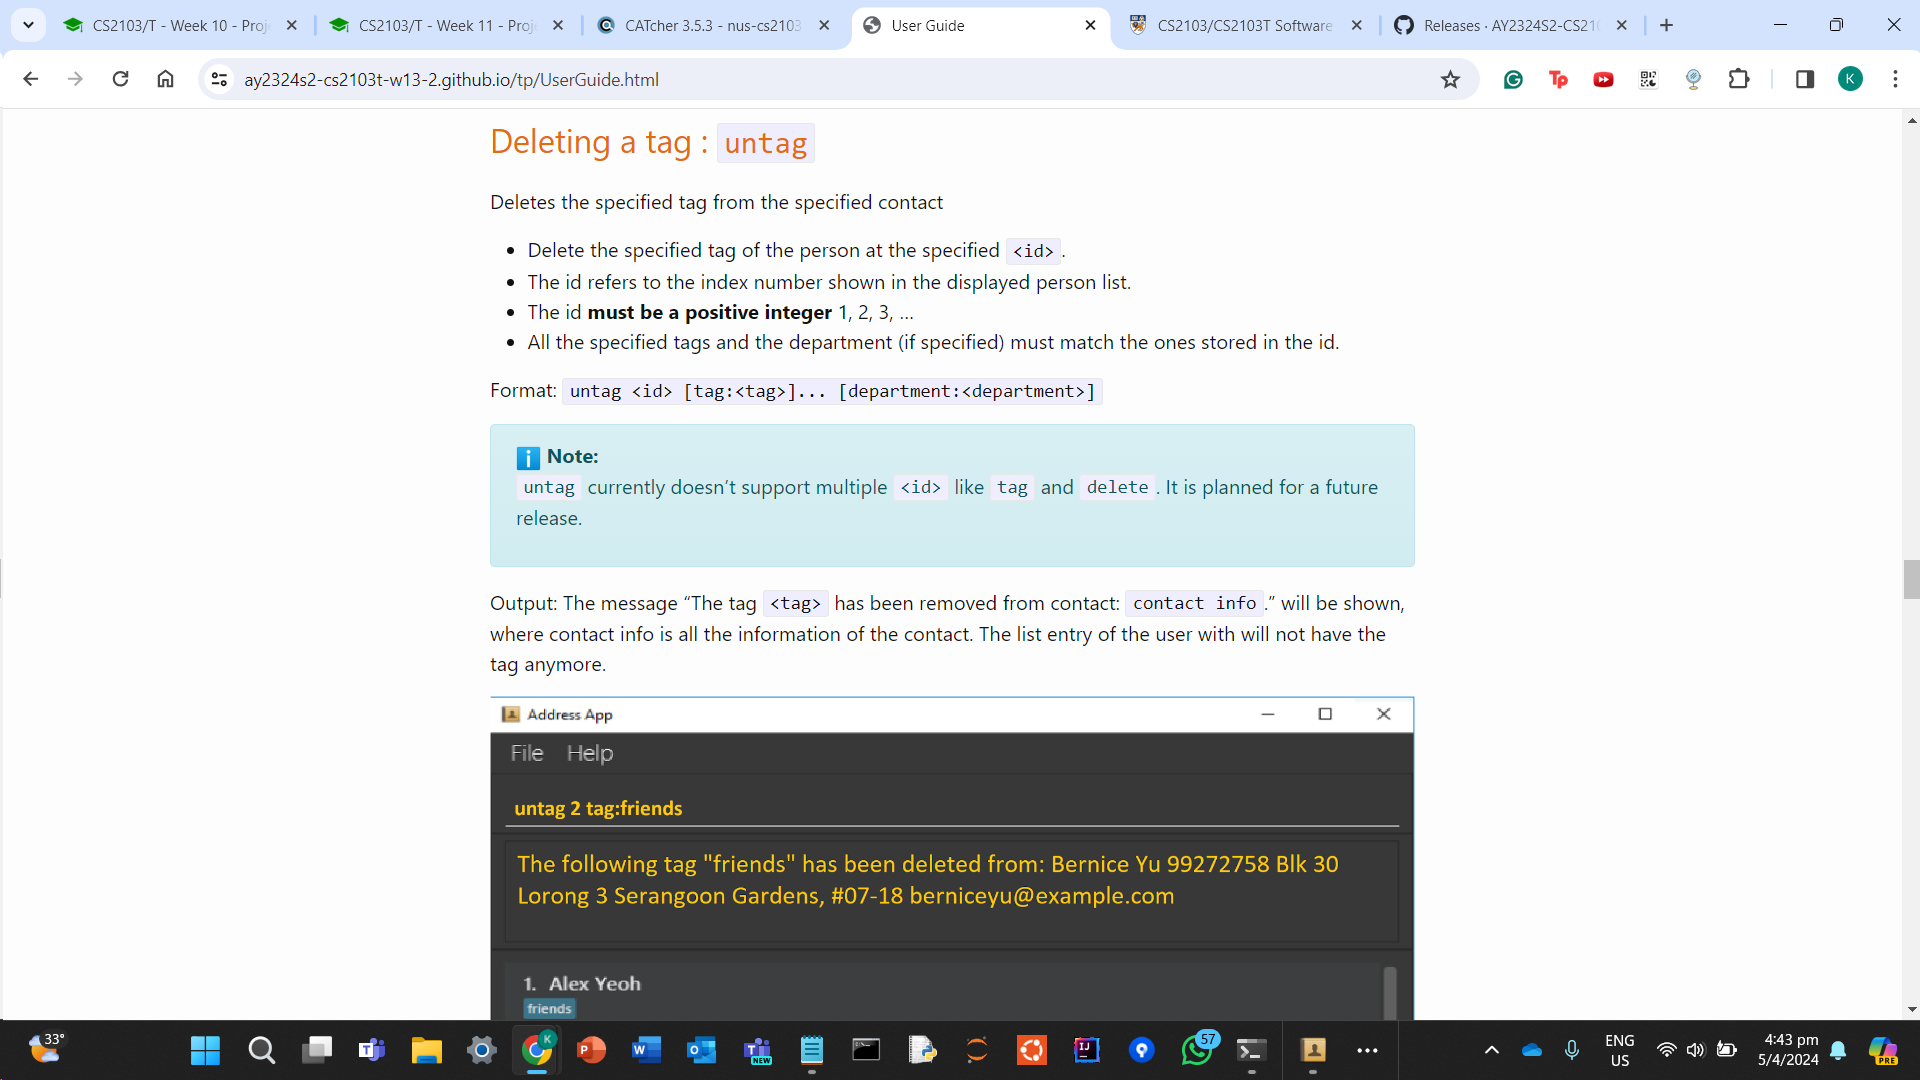 CS2103/T - Week 10 - Proj
CS2103/T - Week 11 - Proj
CATcher 3.5.3 - nus-cs2103
User Guide
CS2103/CS2103T Software
Releases · AY2324S2-CS210
ay2324s2-cs2103t-w13-2.github.io/tp/UserGuide.html
Tp
K
Deleting a tag : untag
Deletes the specified tag from the specified contact
• Delete the specified tag of the person at the specified <id>.
• The id refers to the index number shown in the displayed person list.
• The id must be a positive integer 1, 2, 3, …
• All the specified tags and the department (if specified) must match the ones stored in the id.
Format: untag <id> [tag:<tag>]... [department:<department>]
Note:
untag currently doesn’t support multiple <id> like tag and delete. It is planned for a future
release.
Output: The message “The tag <tag> has been removed from contact: contact info.” will be shown,
where contact info is all the information of the contact. The list entry of the user with will not have the
tag anymore.
Address App
File Help
untag 2 tag:friends
The following tag "friends" has been deleted from: Bernice Yu 99272758 Blk 30
Lorong 3 Serangoon Gardens, #07-18 berniceyu@example.com
1. Alex Yeoh
friends
33°
K
NEW
57
ENG
US
4:43 pm
5/4/2024
PRE